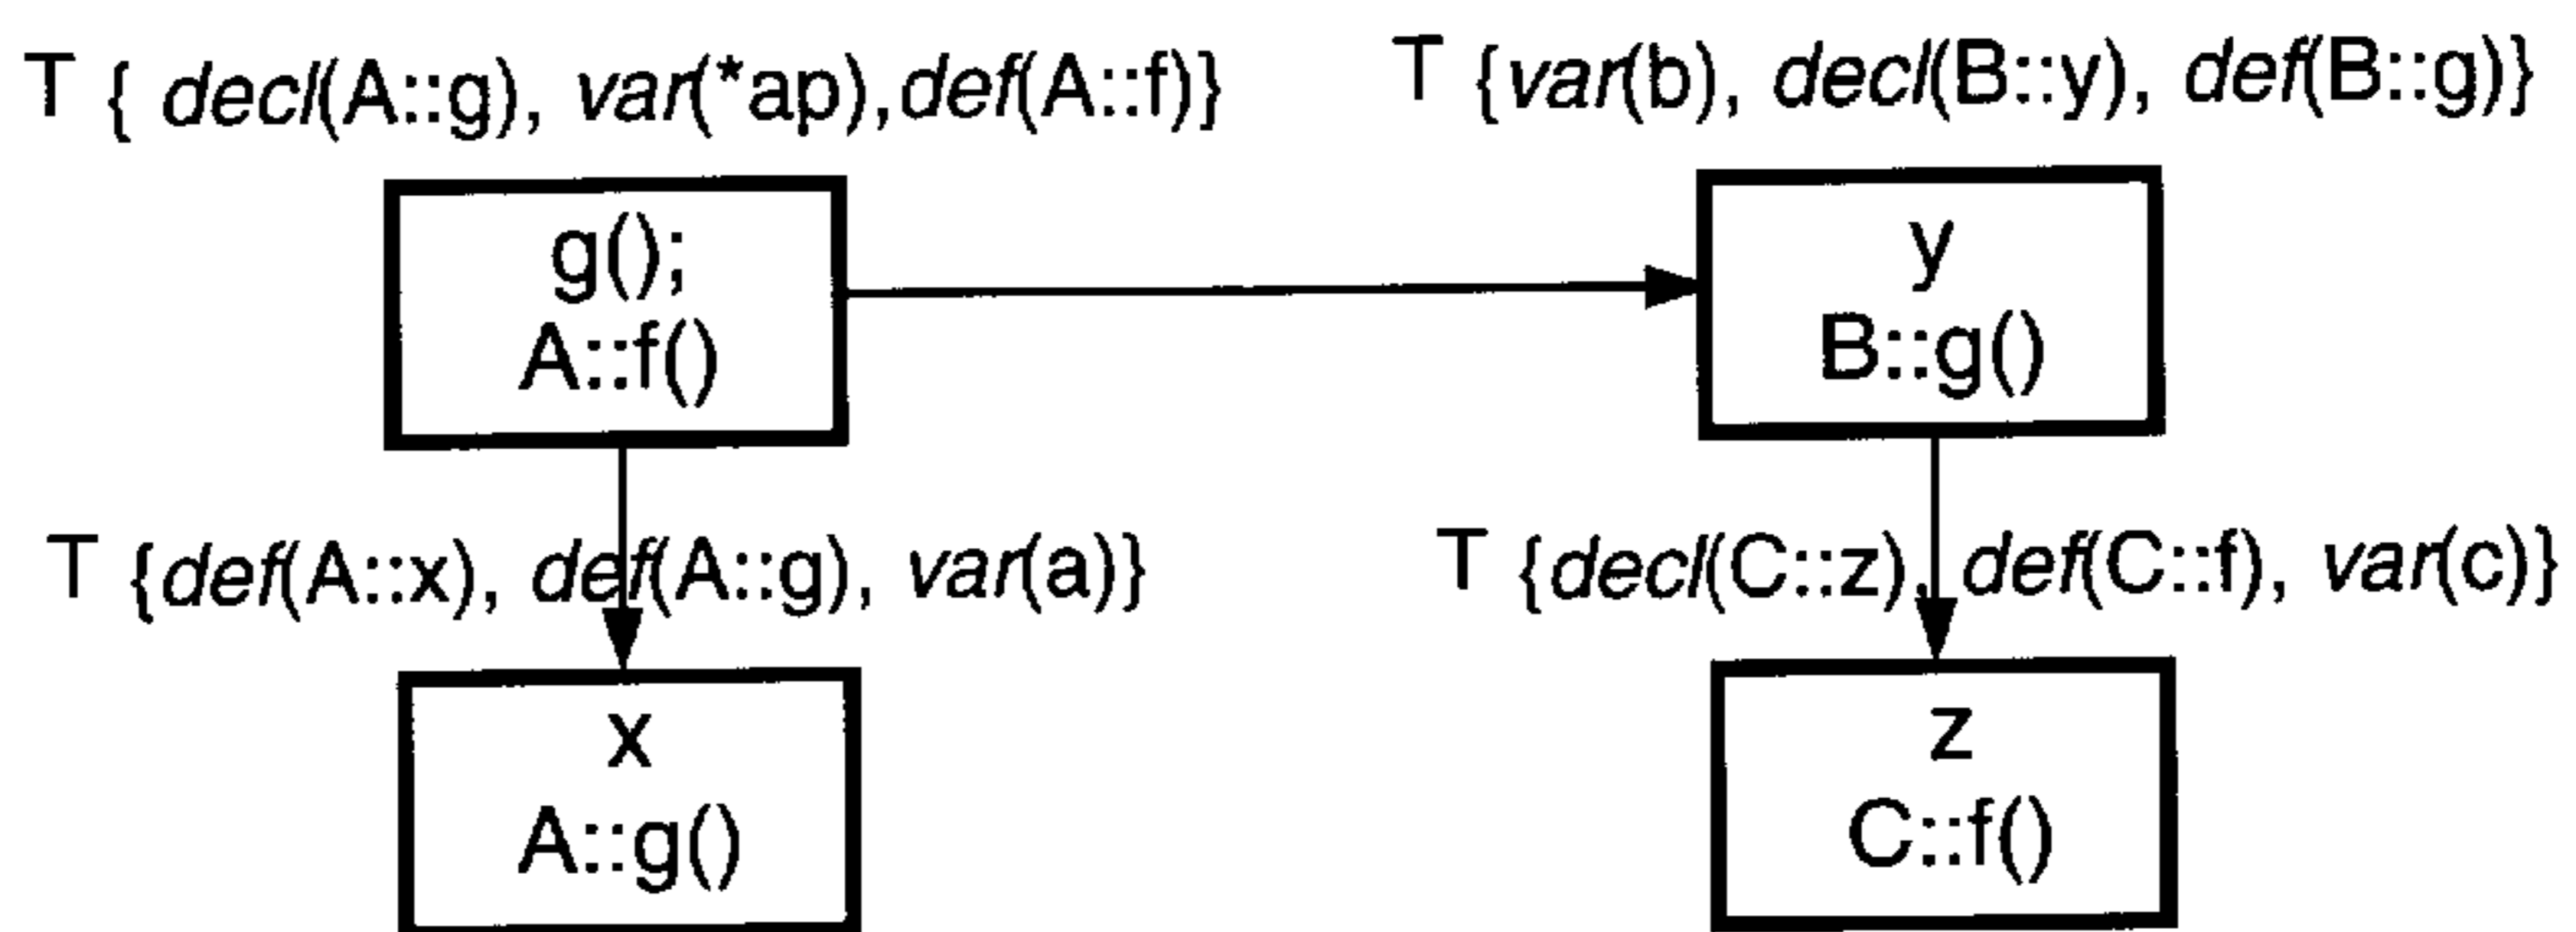 T { decl(A::g), var(*ap),def(A::f)}
T {var(b), decl(B::y), def(B::g)}
g();
A::f()
y
B::g()
T {def(A::x), def(A::g), var(a)}
T {decl(C::z), def(C::f), var(c)}
x
A::g()
z
C::f()